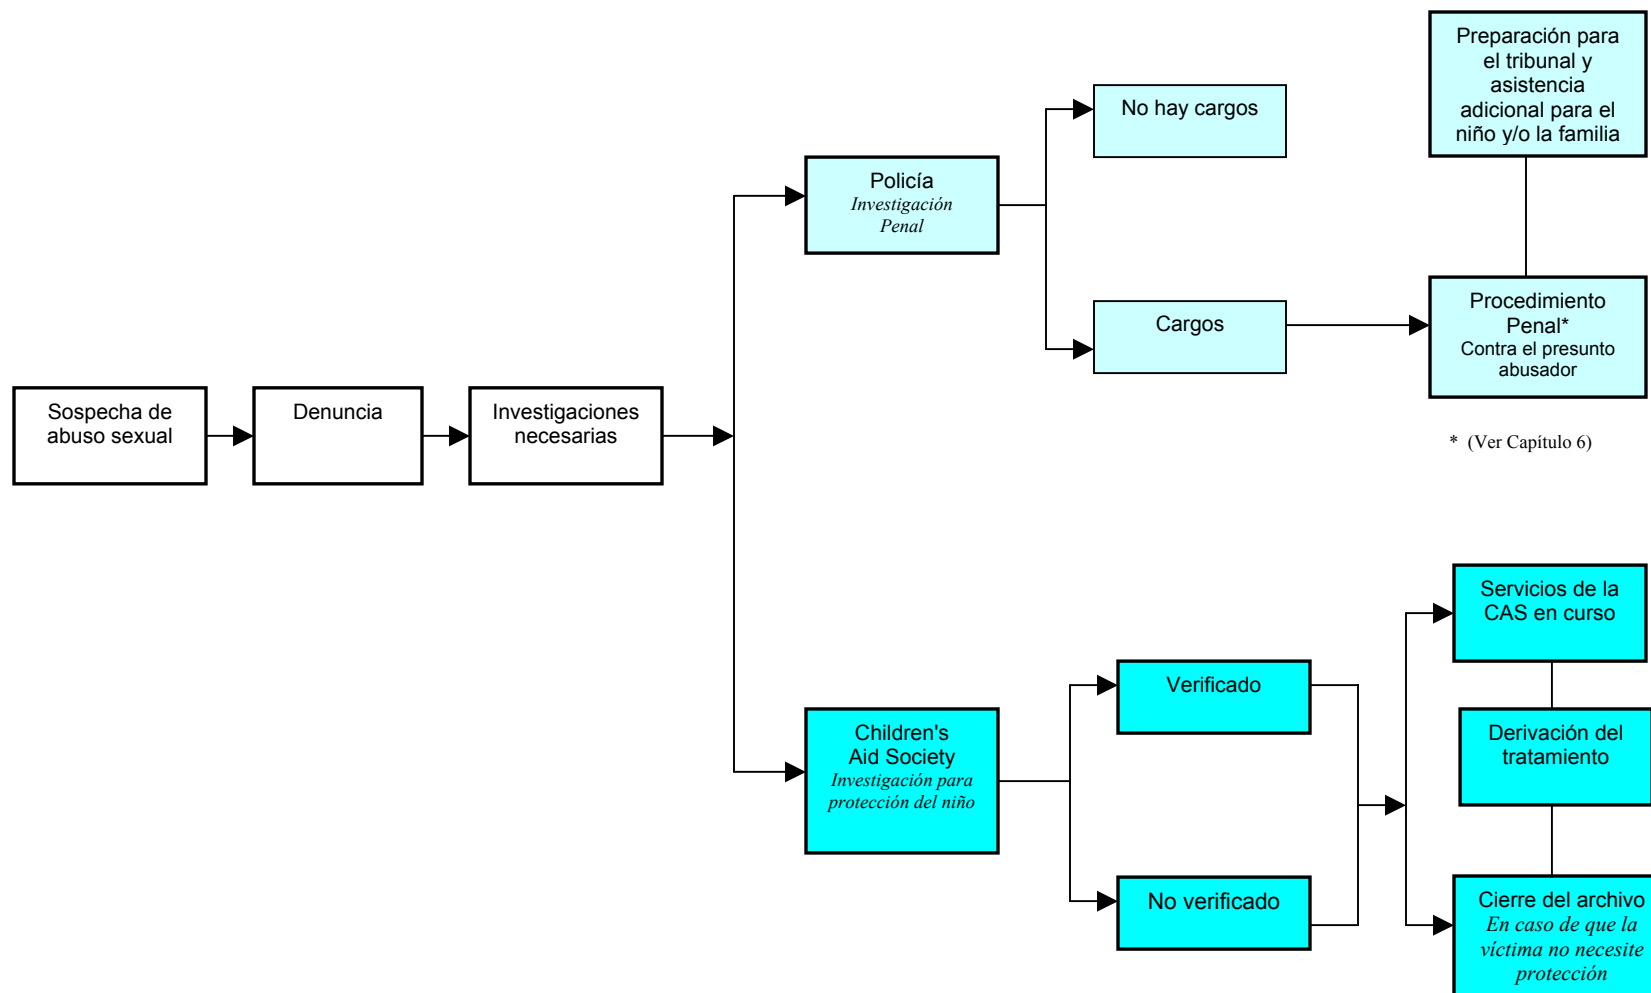 Preparación para
el tribunal y
asistencia
adicional para el
niño y/o la familia
No hay cargos
Policía
Investigación
Penal
Cargos
Procedimiento
Penal*
Contra el presunto
abusador
* (Ver Capítulo 6)
Sospecha de
abuso sexual
Denuncia
Investigaciones
necesarias
Servicios de la
CAS en curso
Verificado
Children's
Aid Society
Investigación para
protección del niño
Derivación del
tratamiento
No verificado
Cierre del archivo
En caso de que la
víctima no necesite
protección